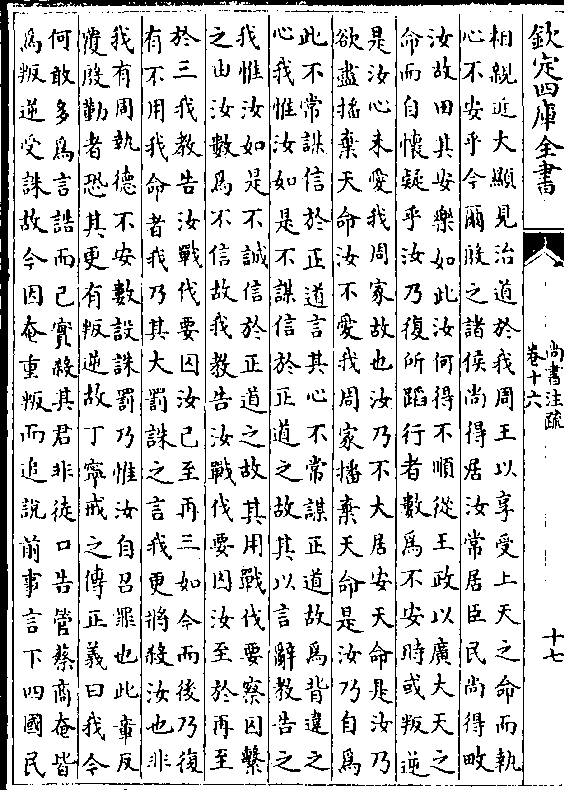 欽定四庫全書
尚書注疏
卷十六
十七
相親近大顯見治道於我周王以享受上天之命而執
心不安乎今爾殷之諸侯尚得居汝常居臣民尚得畋
汝故田其安樂如此汝何得不順從王政以廣大天之
命而自懷疑乎汝乃復所蹈行者數為不安時或叛逆
是汝心未愛我周家故也汝乃不大居安天命是汝乃
欲盡播棄天命汝不愛我周家播棄天命是汝乃自為
此不常謀信於正道言其心不常謀正道故為背違之
心我惟汝如是不謀信於正道之故其以言辭教告之
我惟汝如是不誠信於正道之故其用戰伐要察囚繫
之由汝數為不信故我教告汝戰伐要囚汝至於再至
於三我教告汝戰伐要囚汝已至再三如今而後乃復
有不用我命者我乃其大罰誅之言我更將殺汝也非
我有周執德不安數設誅罰乃惟汝自召罪也此章反
覆殷勤者恐其更有叛逆故丁寧戒之傳正義曰我今
何敢多爲言誥而已實殺其君非徒口告管蔡商奄皆
爲叛逆受誅故今因奄重叛而追說前事言下四國民